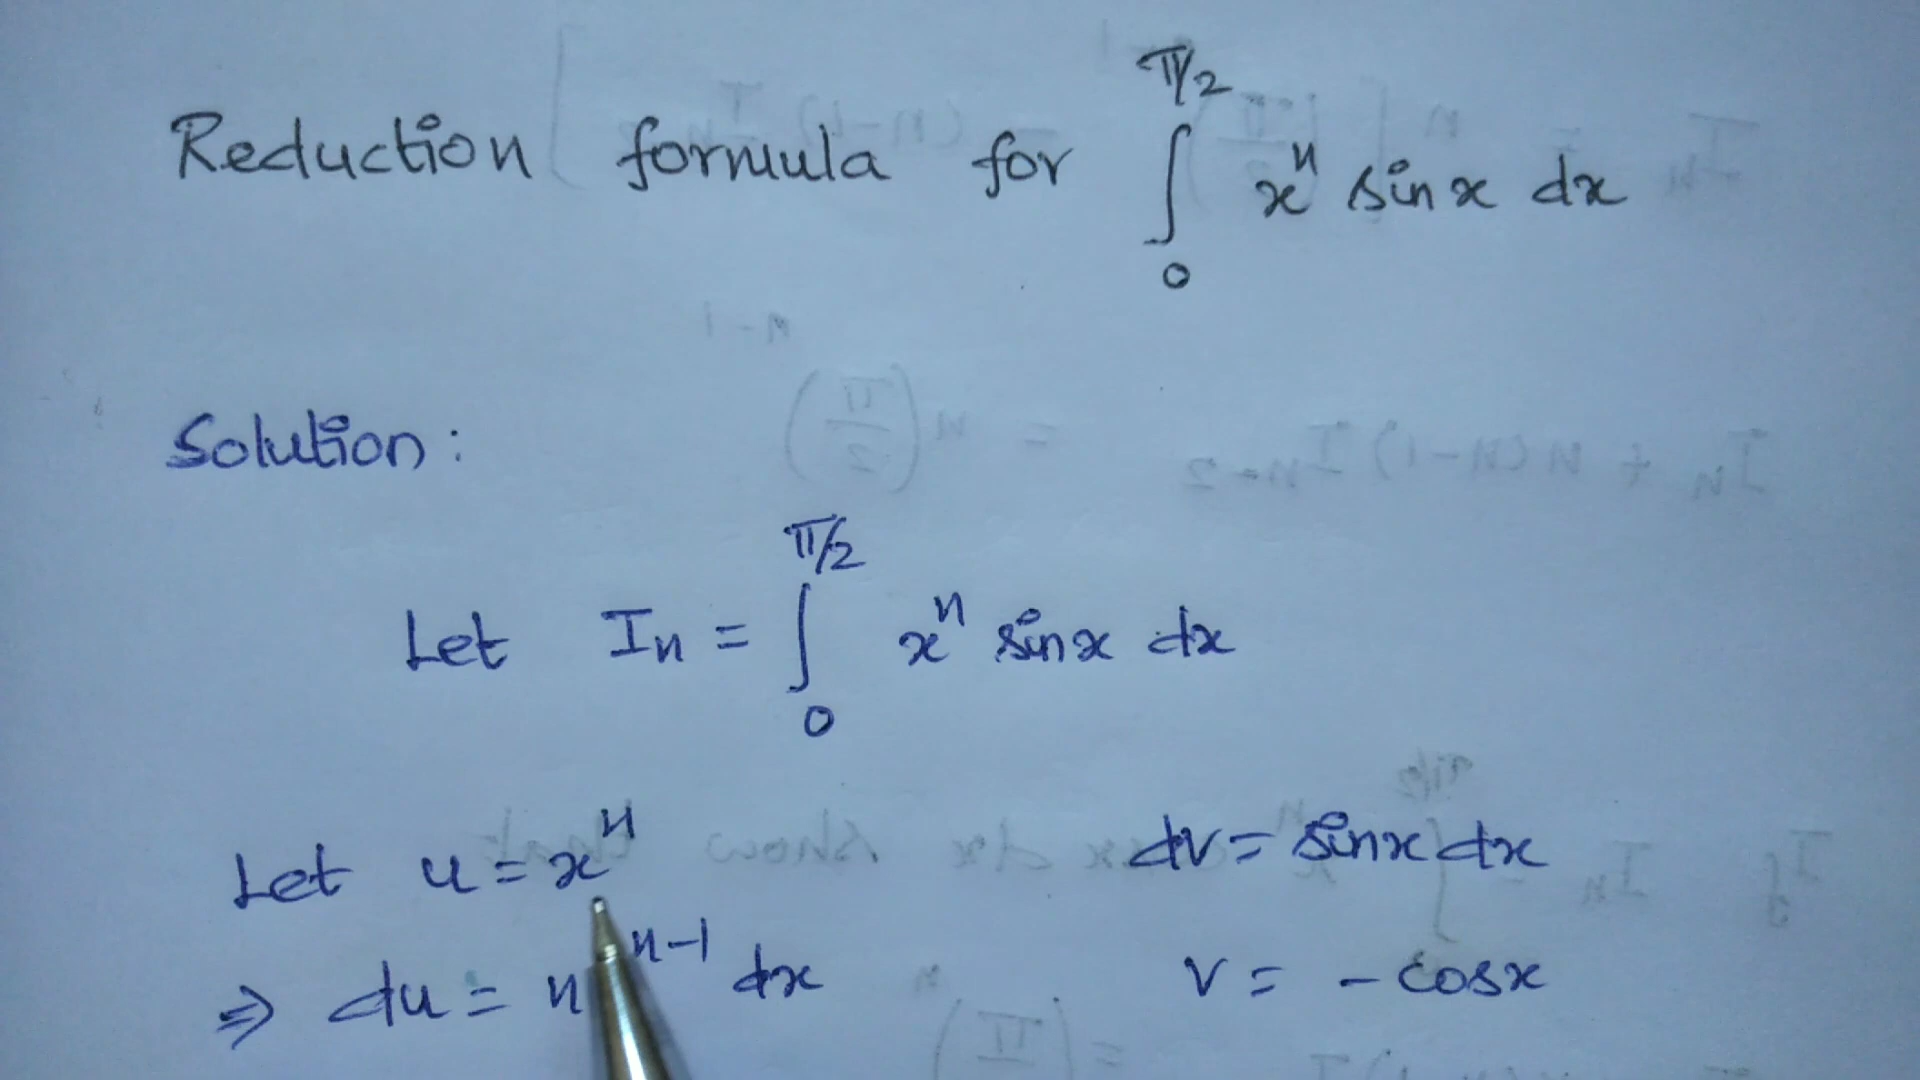 Reduction formula for ∫₀^{π/2} xⁿ sin x dx
Solution :
Let Iₙ = ∫₀^{π/2} xⁿ sin x dx
Let u = xⁿ dv = sin x dx
⇒ du = n ⁿ⁻¹ dx v = - cos x